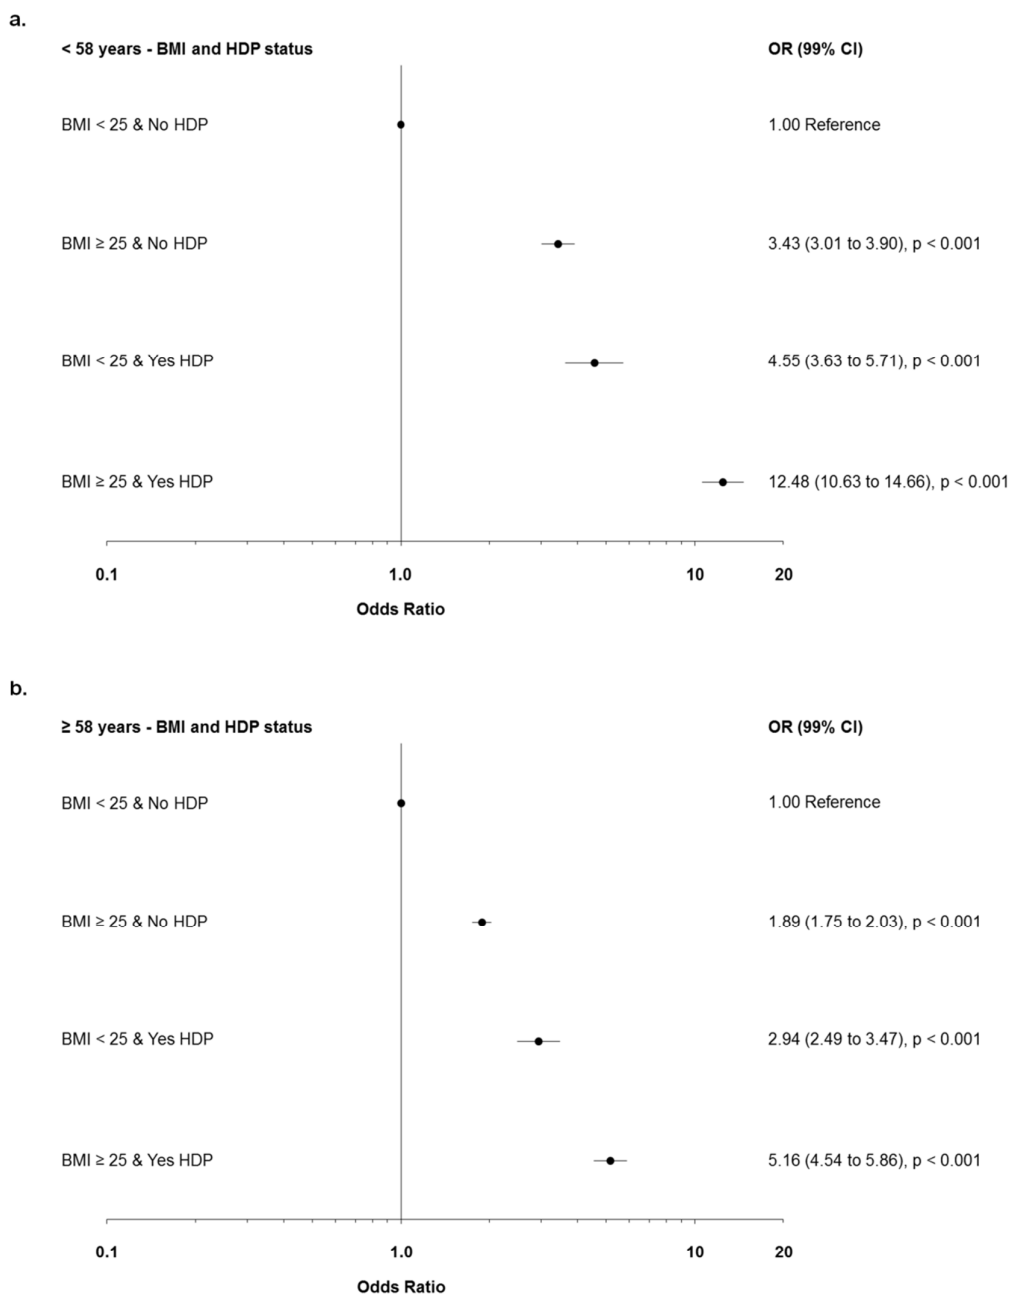 a.
< 58 years - BMI and HDP status OR (99% CI)
BMI < 25 & No HDP 1.00 Reference
BMI ≥ 25 & No HDP 3.43 (3.01 to 3.90), p < 0.001
BMI < 25 & Yes HDP 4.55 (3.63 to 5.71), p < 0.001
BMI ≥ 25 & Yes HDP 12.48 (10.63 to 14.66), p < 0.001
0.1 1.0 10 20
Odds Ratio
b.
≥ 58 years - BMI and HDP status OR (99% CI)
BMI < 25 & No HDP 1.00 Reference
BMI ≥ 25 & No HDP 1.89 (1.75 to 2.03), p < 0.001
BMI < 25 & Yes HDP 2.94 (2.49 to 3.47), p < 0.001
BMI ≥ 25 & Yes HDP 5.16 (4.54 to 5.86), p < 0.001
0.1 1.0 10 20
Odds Ratio